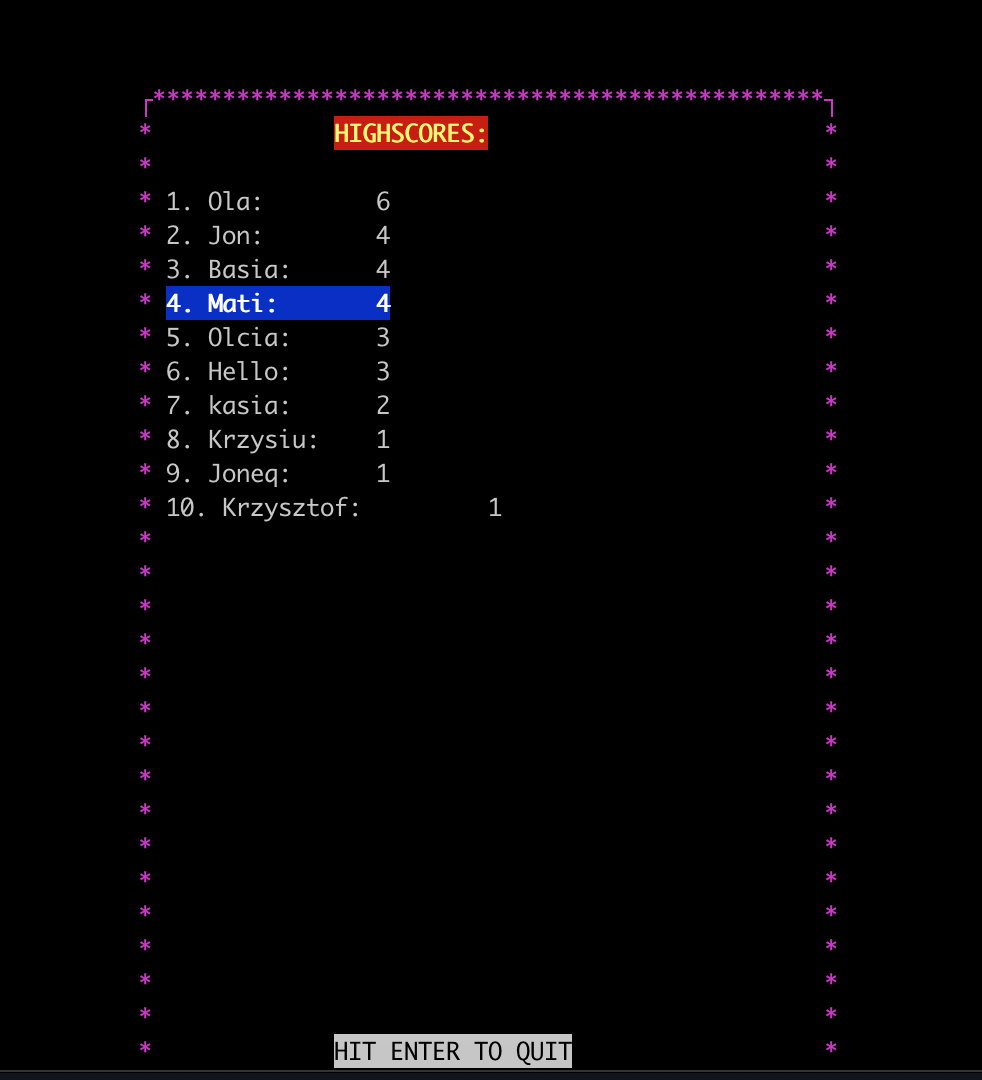 HIGHSCORES:
1. Ola: 6
2. Jon: 4
3. Basia: 4
4. Mati: 4
5. Olcia: 3
6. Hello: 3
7. kasia: 2
8. Krzysiu: 1
9. Joneq: 1
10. Krzysztof: 1
HIT ENTER TO QUIT